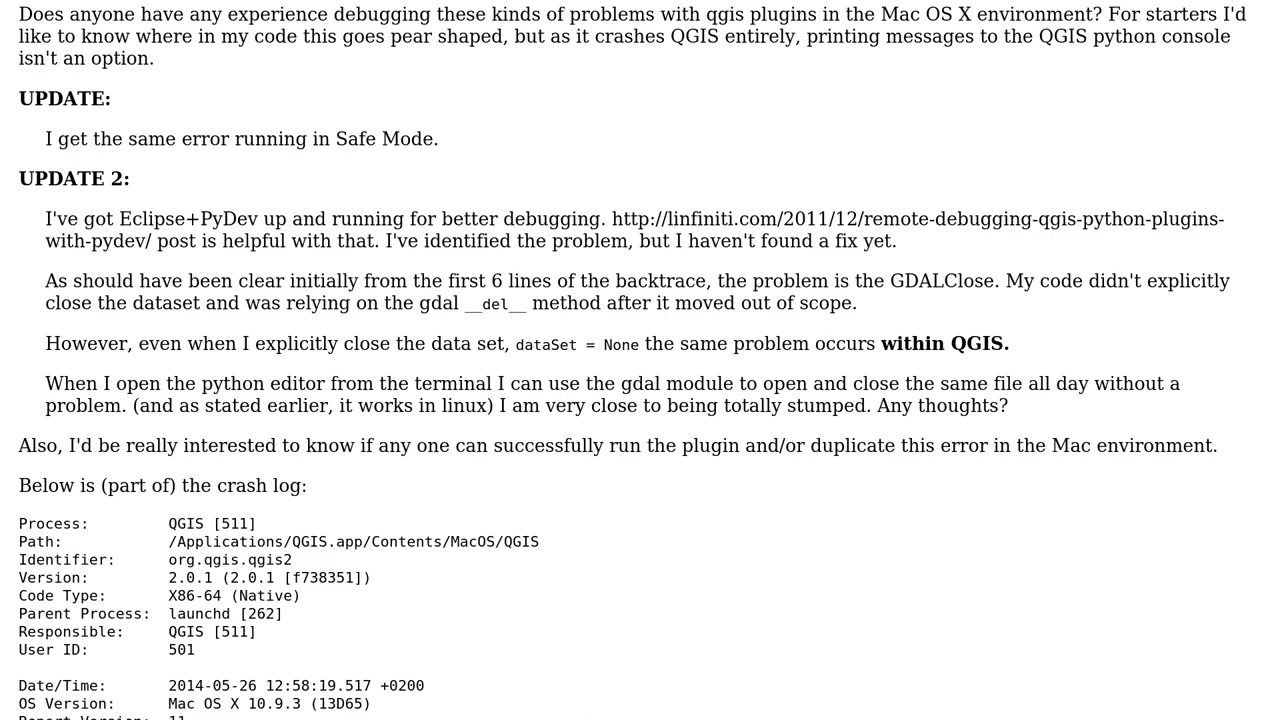 Does anyone have any experience debugging these kinds of problems with qgis plugins in the Mac OS X environment? For starters I'd
like to know where in my code this goes pear shaped, but as it crashes QGIS entirely, printing messages to the QGIS python console
isn't an option.
UPDATE:
I get the same error running in Safe Mode.
UPDATE 2:
I've got Eclipse+PyDev up and running for better debugging. http://linfiniti.com/2011/12/remote-debugging-qgis-python-plugins-
with-pydev/ post is helpful with that. I've identified the problem, but I haven't found a fix yet.
As should have been clear initially from the first 6 lines of the backtrace, the problem is the GDALClose. My code didn't explicitly
close the dataset and was relying on the gdal __del__ method after it moved out of scope.
However, even when I explicitly close the data set, dataSet = None the same problem occurs within QGIS.
When I open the python editor from the terminal I can use the gdal module to open and close the same file all day without a
problem. (and as stated earlier, it works in linux) I am very close to being totally stumped. Any thoughts?
Also, I'd be really interested to know if any one can successfully run the plugin and/or duplicate this error in the Mac environment.
Below is (part of) the crash log:
Process: QGIS [511]
Path: /Applications/QGIS.app/Contents/MacOS/QGIS
Identifier: org.qgis.qgis2
Version: 2.0.1 (2.0.1 [f738351])
Code Type: X86-64 (Native)
Parent Process: launchd [262]
Responsible: QGIS [511]
User ID: 501
Date/Time: 2014-05-26 12:58:19.517 +0200
OS Version: Mac OS X 10.9.3 (13D65)
Report Version: 11